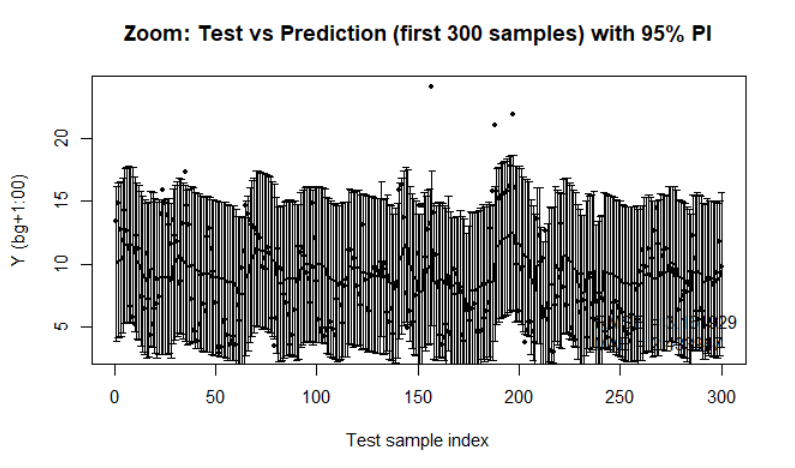 Zoom: Test vs Prediction (first 300 samples) with 95% PI
Y (bg+1:00)
20
15
10
5
0 50 100 150 200 250 300
Test sample index